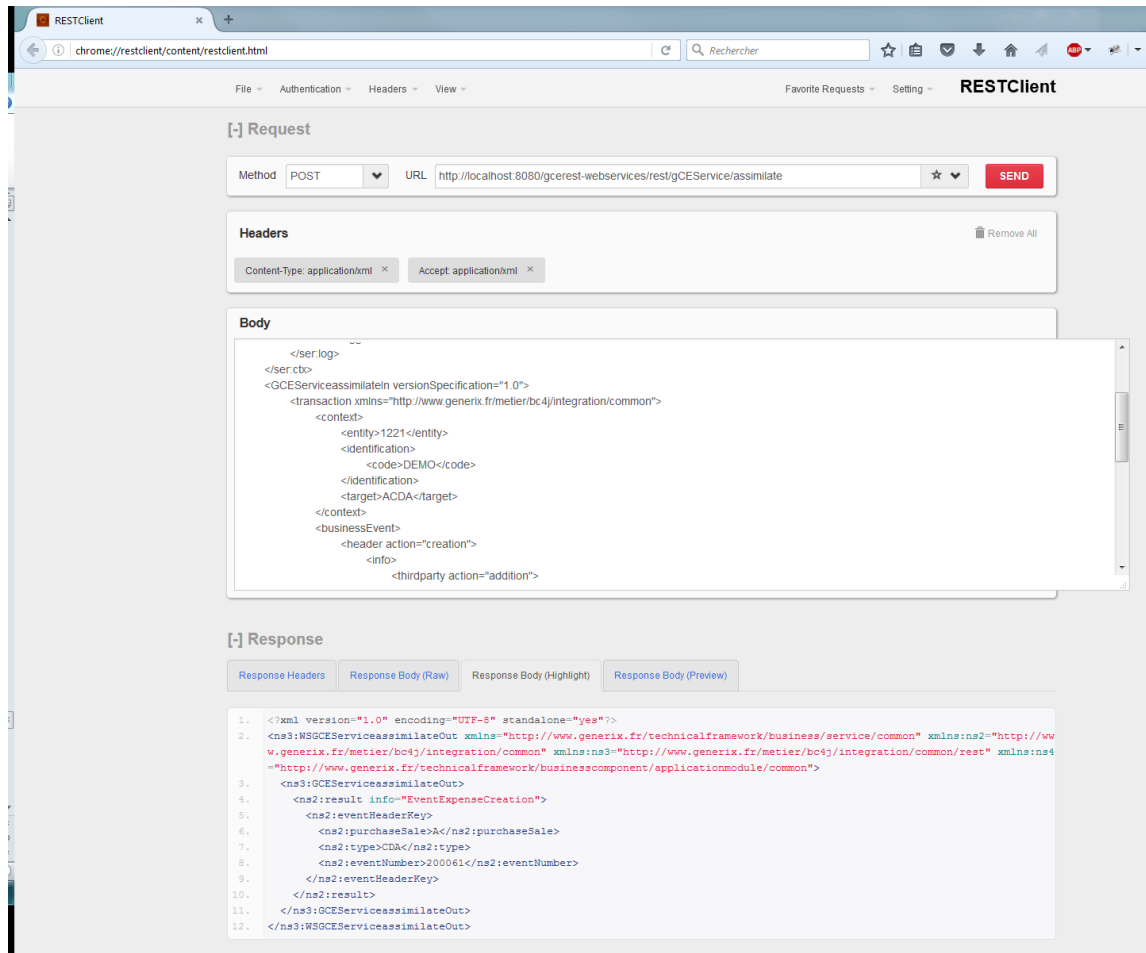 RESTClient
chrome://restclient/content/restclient.html
Rechercher
ABP
File
Authentication
Headers
View
Favorite Requests
Setting
RESTClient
[-] Request
Method
POST
URL
http://localhost:8080/gcerest-webservices/rest/gCEService/assimilate
SEND
Headers
Remove All
Content-Type: application/xml
Accept: application/xml
Body
</ser:log>
</ser:ctx>
<GCEServiceassimilateIn versionSpecification="1.0">
<transaction xmlns="http://www.generix.fr/metier/bc4j/integration/common">
<context>
<entity>1221</entity>
<identification>
<code>DEMO</code>
</identification>
<target>ACDA</target>
</context>
<businessEvent>
<header action="creation">
<info>
<thirdparty action="addition">
[-] Response
Response Headers
Response Body (Raw)
Response Body (Highlight)
Response Body (Preview)
1. <?xml version="1.0" encoding="UTF-8" standalone="yes"?>
2. <ns3:WSGCEServiceassimilateOut xmlns="http://www.generix.fr/technicalframework/business/service/common" xmlns:ns2="http://ww
w.generix.fr/metier/bc4j/integration/common" xmlns:ns3="http://www.generix.fr/metier/bc4j/integration/common/rest" xmlns:ns4
="http://www.generix.fr/technicalframework/businesscomponent/applicationmodule/common">
3. <ns3:GCEServiceassimilateOut>
4. <ns2:result info="EventExpenseCreation">
5. <ns2:eventHeaderKey>
6. <ns2:purchaseSale>A</ns2:purchaseSale>
7. <ns2:type>CDA</ns2:type>
8. <ns2:eventNumber>200061</ns2:eventNumber>
9. </ns2:eventHeaderKey>
10. </ns2:result>
11. </ns3:GCEServiceassimilateOut>
12. </ns3:WSGCEServiceassimilateOut>